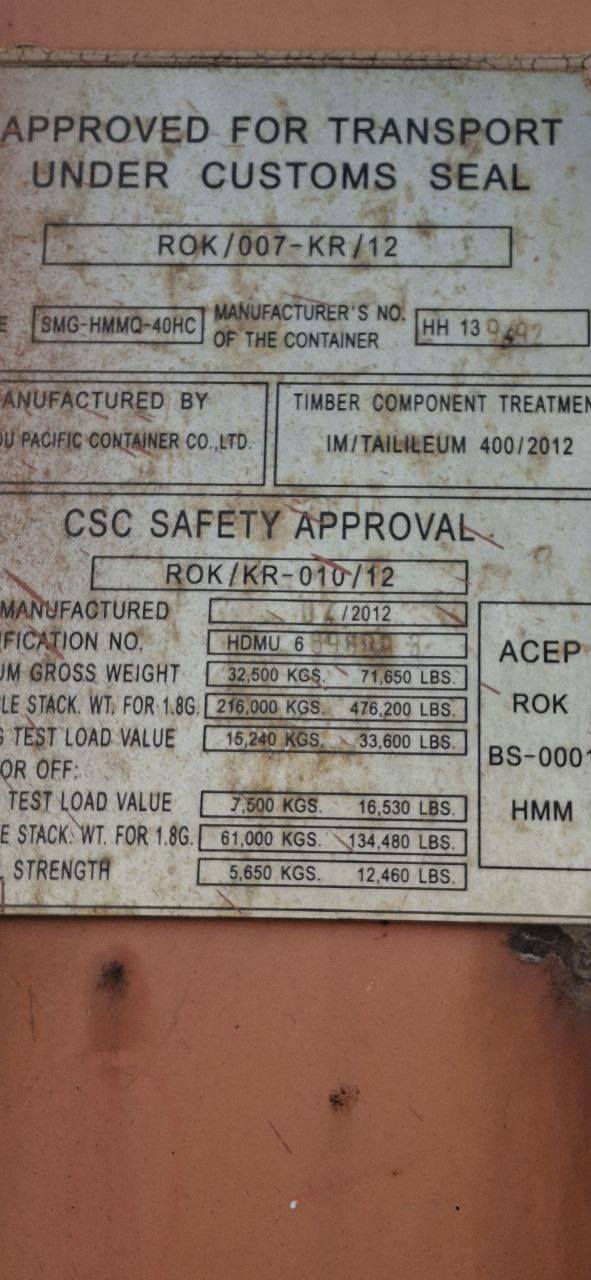 APPROVED FOR TRANSPORT
UNDER CUSTOMS SEAL
ROK/007-KR/12
SMG-HMMQ-40HC MANUFACTURER'S NO. OF THE CONTAINER HH 13
MANUFACTURED BY
PACIFIC CONTAINER CO.,LTD.
TIMBER COMPONENT TREATMEN
IM/TAILILEUM 400/2012
CSC SAFETY APPROVAL
ROK/KR-010/12
MANUFACTURED /2012
IFICATION NO. HDMU 6
UM GROSS WEIGHT 32,500 KGS. 71,650 LBS.
LE STACK. WT. FOR 1.8G. 216,000 KGS. 476,200 LBS.
G TEST LOAD VALUE 15,240 KGS. 33,600 LBS.
OR OFF:
TEST LOAD VALUE 7,500 KGS. 16,530 LBS.
E STACK. WT. FOR 1.8G. 61,000 KGS. 134,480 LBS.
STRENGTH 5,650 KGS. 12,460 LBS.
ACEP
ROK
BS-0001
HMM